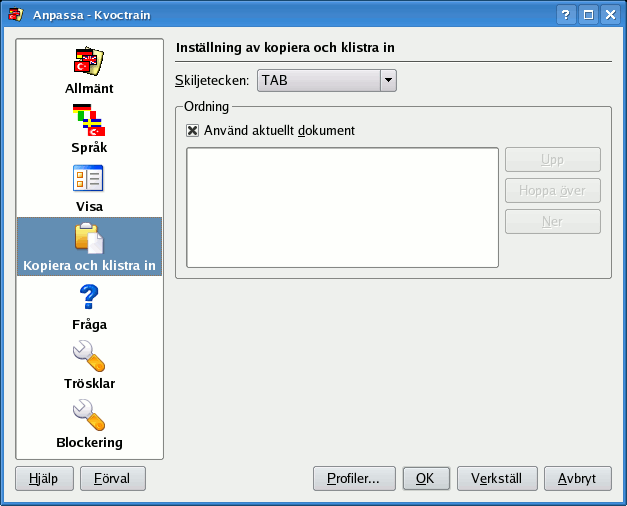 Anpassa - Kvoctrain
Allmänt
Språk
Visa
Kopiera och klistra in
Fråga
Trösklar
Blockering
Inställning av kopiera och klistra in
Skiljetecken: TAB
Ordning
Använd aktuellt dokument
Upp
Hoppa över
Ner
Hjälp Förval Profiler... OK Verkställ Avbryt